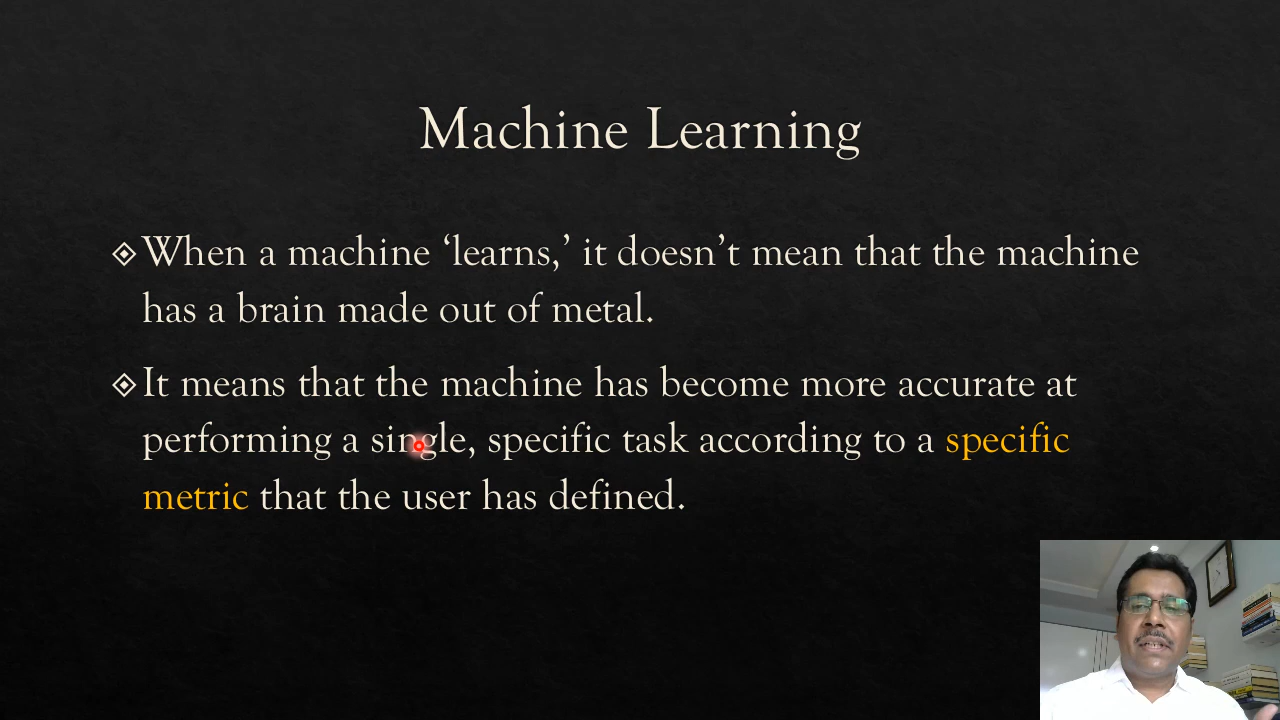 Machine Learning
When a machine ‘learns,’ it doesn’t mean that the machine
has a brain made out of metal.
It means that the machine has become more accurate at
performing a single, specific task according to a specific
metric that the user has defined.